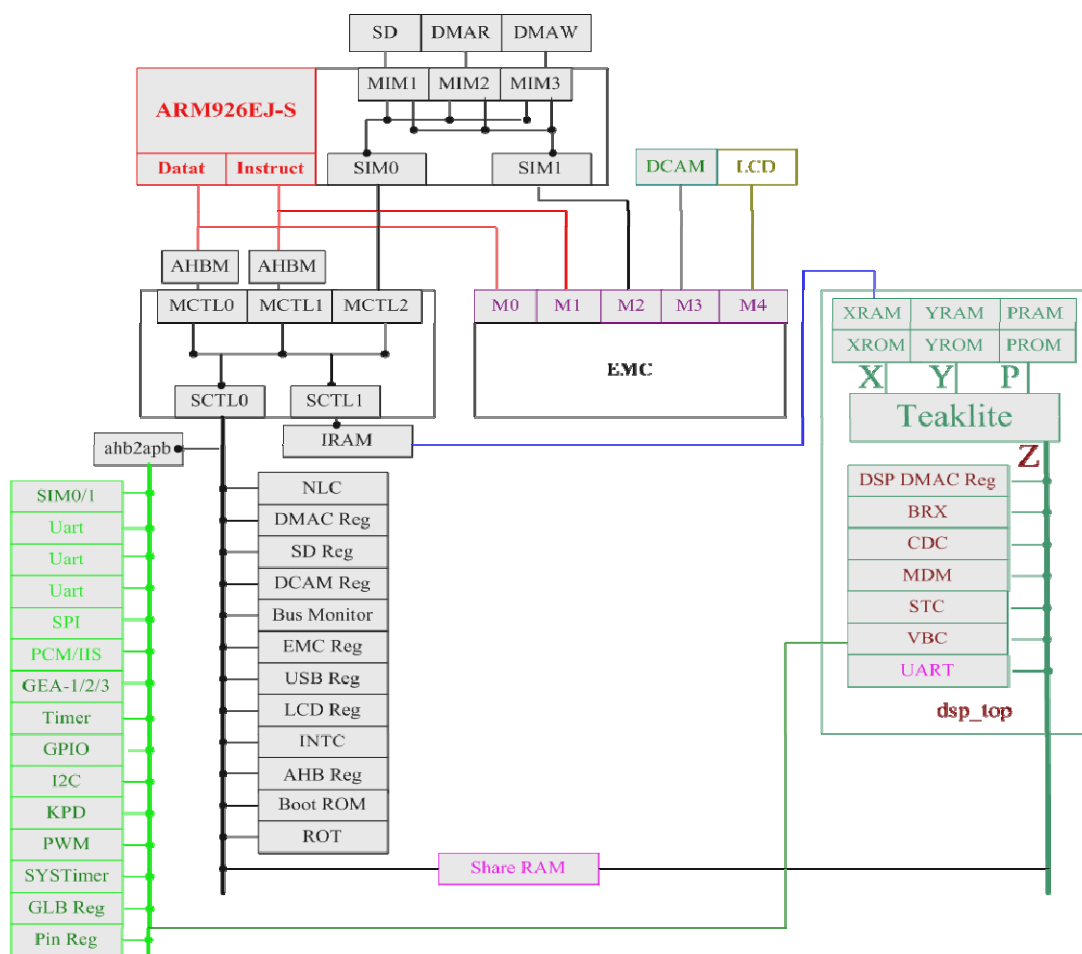 SD DMAR DMAW
MIM1 MIM2 MIM3
ARM926EJ-S
Datat Instruct
SIM0 SIM1
DCAM LCD
AHBM AHBM
MCTL0 MCTL1 MCTL2
M0 M1 M2 M3 M4
EMC
SCTL0 SCTL1
IRAM
XRAM YRAM PRAM
XROM YROM PROM
X Y P
Teaklite
Z
ahb2apb
SIM0/1
Uart
Uart
Uart
SPI
PCM/IIS
GEA-1/2/3
Timer
GPIO
I2C
KPD
PWM
SYSTimer
GLB Reg
Pin Reg
NLC
DMAC Reg
SD Reg
DCAM Reg
Bus Monitor
EMC Reg
USB Reg
LCD Reg
INTC
AHB Reg
Boot ROM
ROT
Share RAM
DSP DMAC Reg
BRX
CDC
MDM
STC
VBC
UART
dsp_top